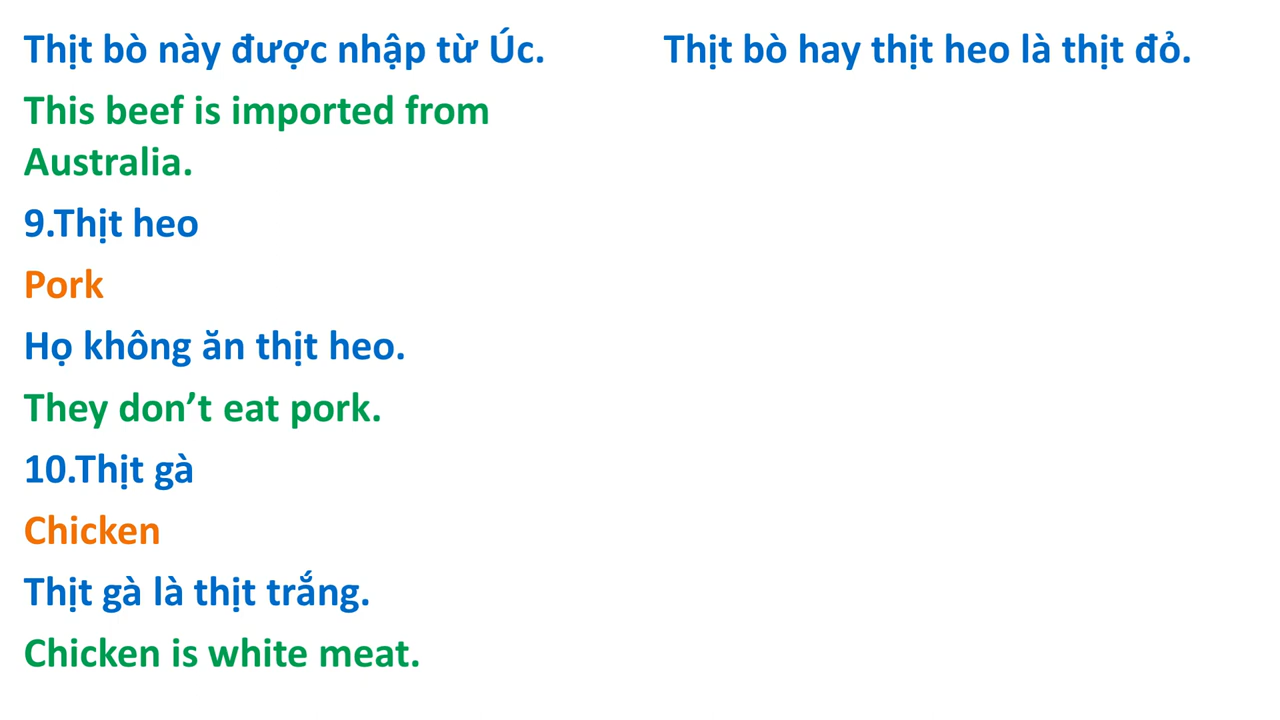 Thịt bò này được nhập từ Úc.
This beef is imported from
Australia.
9.Thịt heo
Pork
Họ không ăn thịt heo.
They don’t eat pork.
10.Thịt gà
Chicken
Thịt gà là thịt trắng.
Chicken is white meat.
Thịt bò hay thịt heo là thịt đỏ.